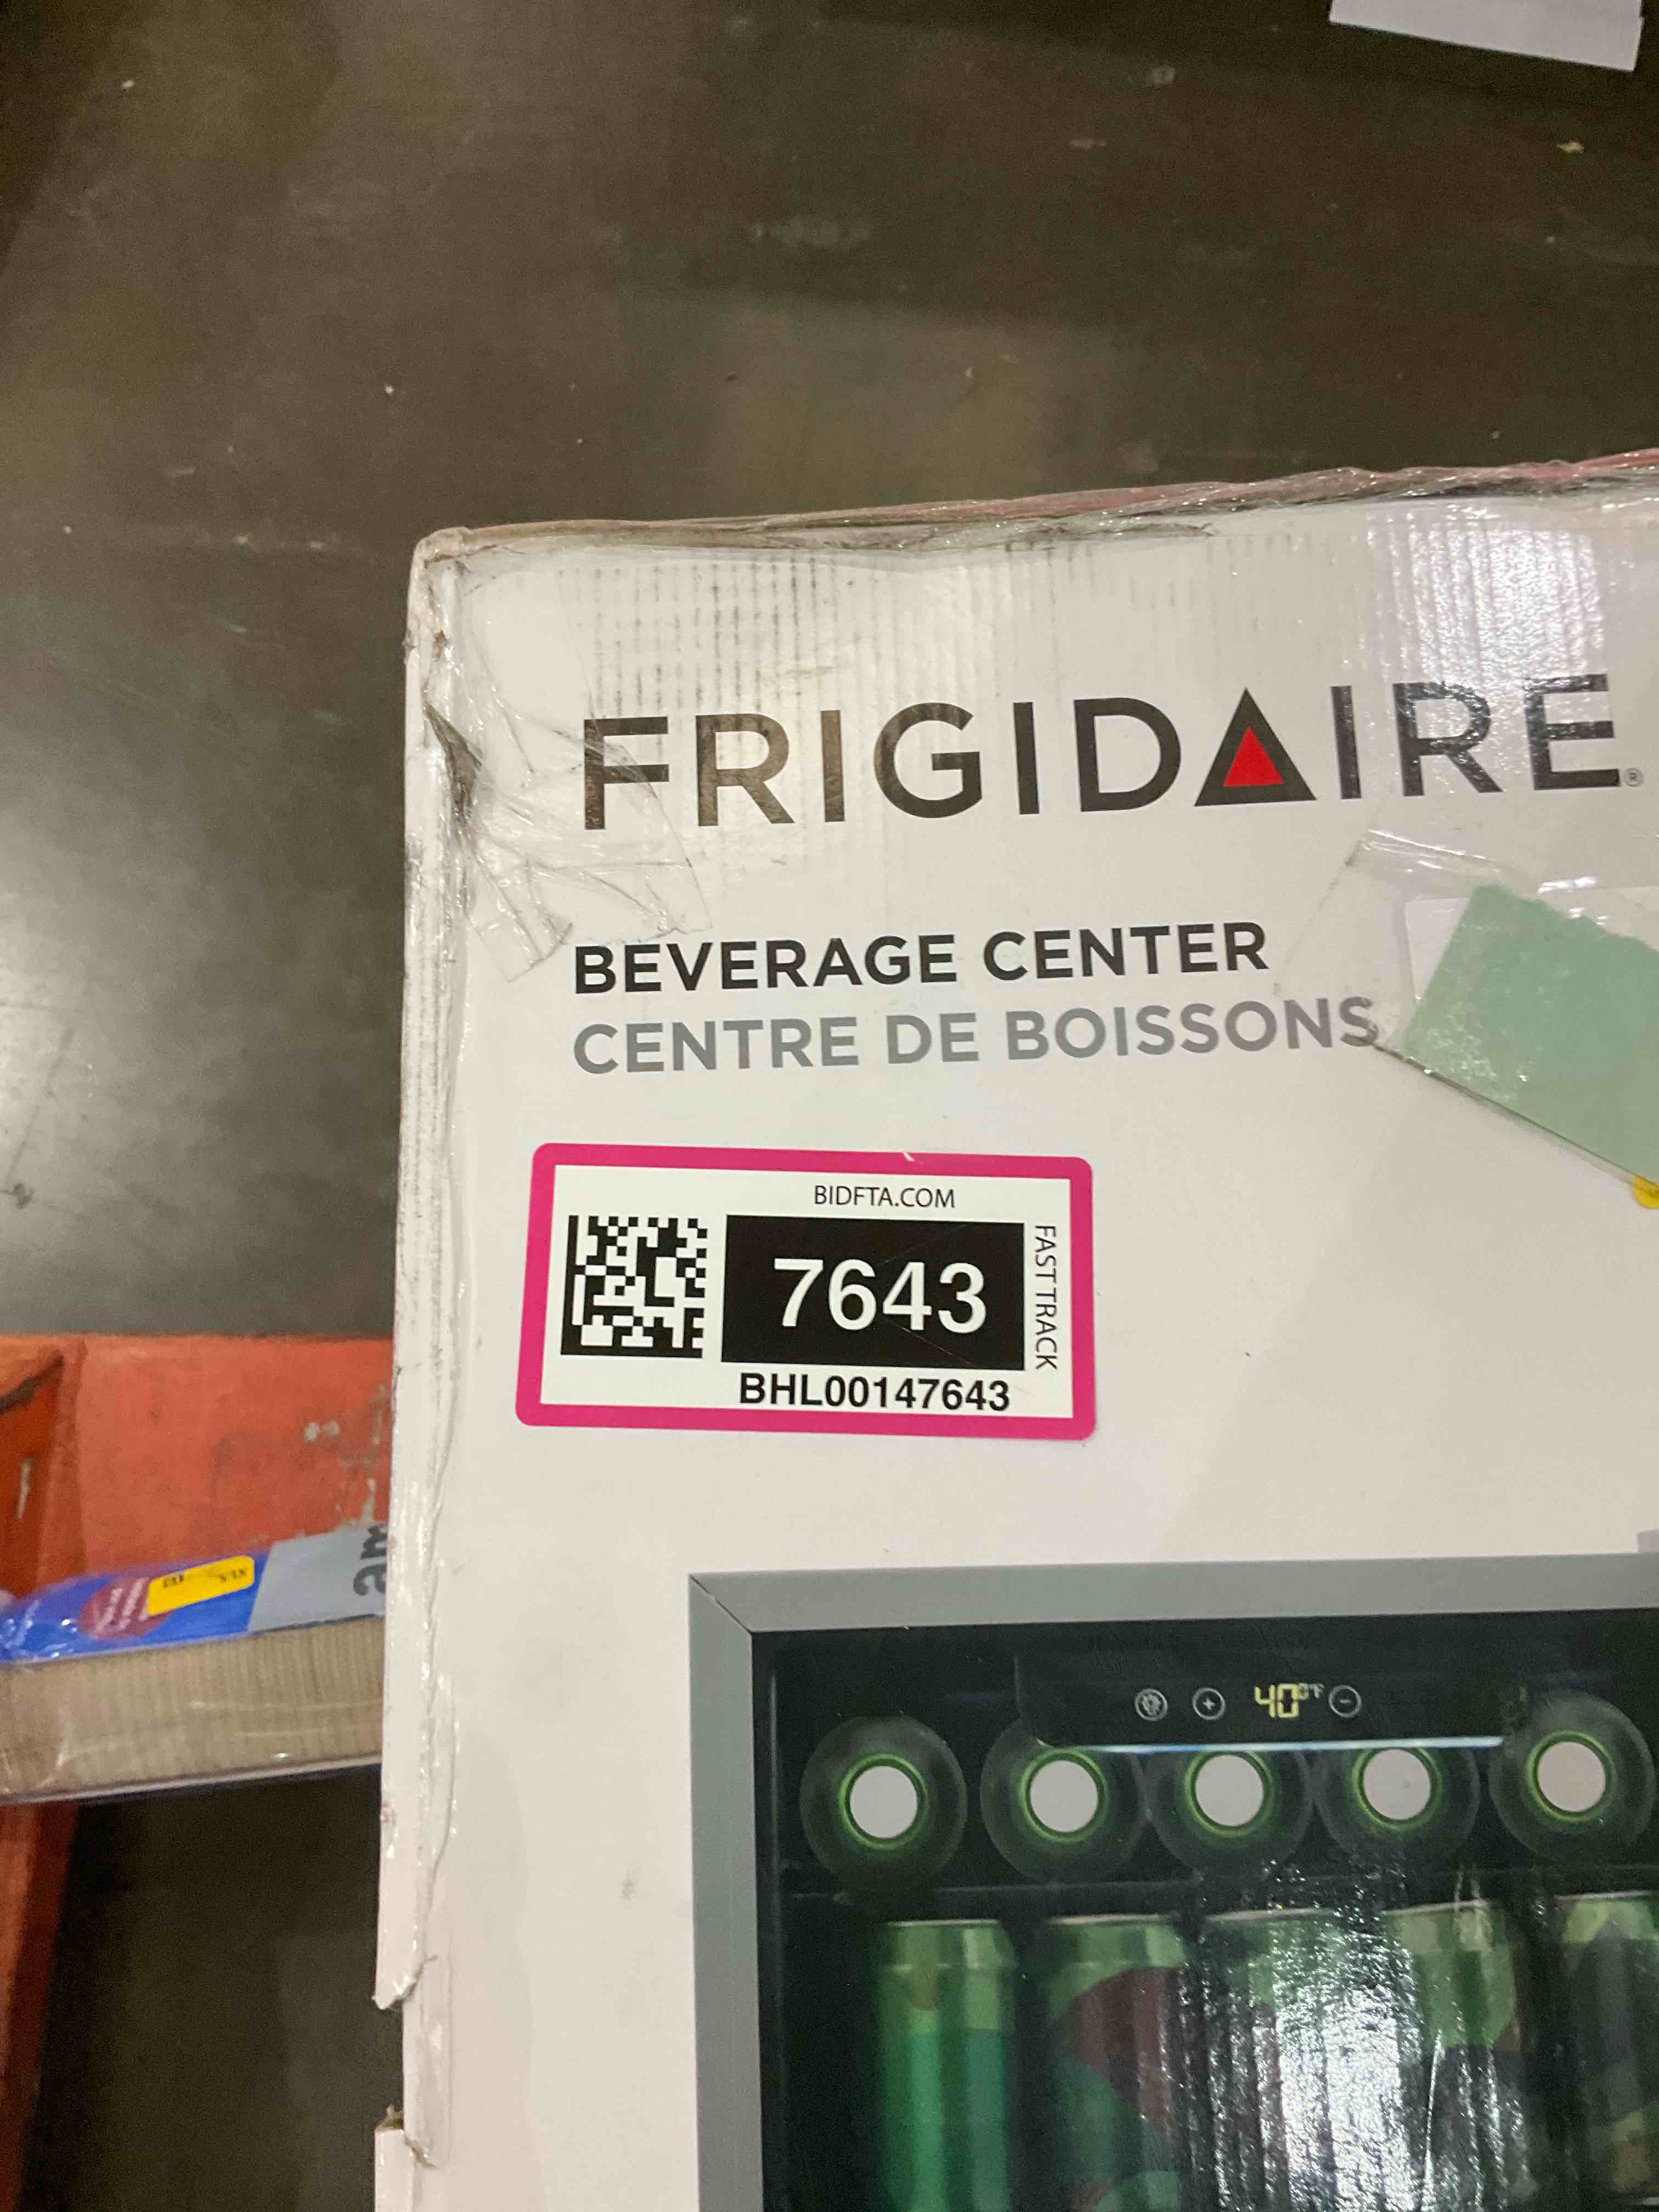 FRIGIDAIRE®
BEVERAGE CENTER
CENTRE DE BOISSONS
BIDFTA.COM
7643
FAST TRACK
BHL00147643
40°F